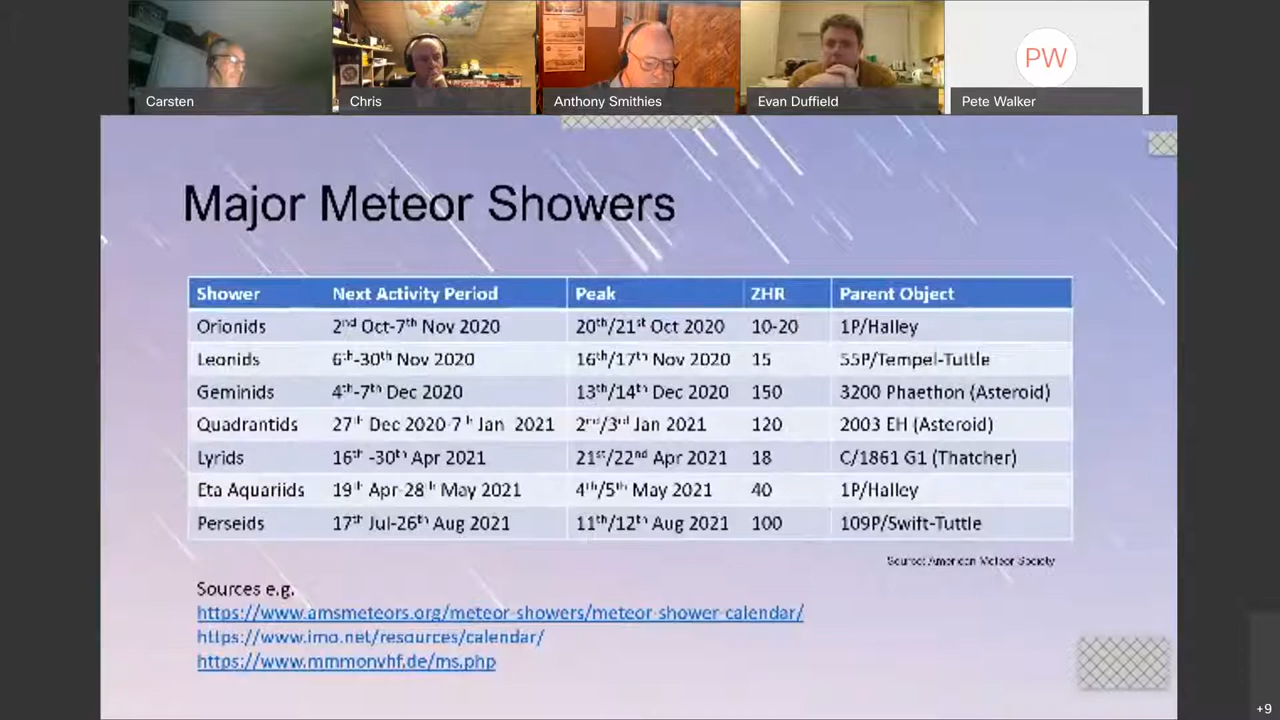 Carsten
Chris
Anthony Smithies
Evan Duffield
PW
Pete Walker
Major Meteor Showers
Shower Next Activity Period Peak ZHR Parent Object
Orionids 2nd Oct-7th Nov 2020 20th/21st Oct 2020 10-20 1P/Halley
Leonids 6th-30th Nov 2020 16th/17th Nov 2020 15 55P/Tempel-Tuttle
Geminids 4th-7th Dec 2020 13th/14th Dec 2020 150 3200 Phaethon (Asteroid)
Quadrantids 27th Dec 2020-7th Jan 2021 2nd/3rd Jan 2021 120 2003 EH (Asteroid)
Lyrids 16th -30th Apr 2021 21st/22nd Apr 2021 18 C/1861 G1 (Thatcher)
Eta Aquariids 19th Apr-28th May 2021 4th/5th May 2021 40 1P/Halley
Perseids 17th Jul-26th Aug 2021 11th/12th Aug 2021 100 109P/Swift-Tuttle
Source: American Meteor Society
Sources e.g.
https://www.amsmeteors.org/meteor-showers/meteor-shower-calendar/
https://www.imo.net/resources/calendar/
https://www.mmmonvhf.de/ms.php
+9